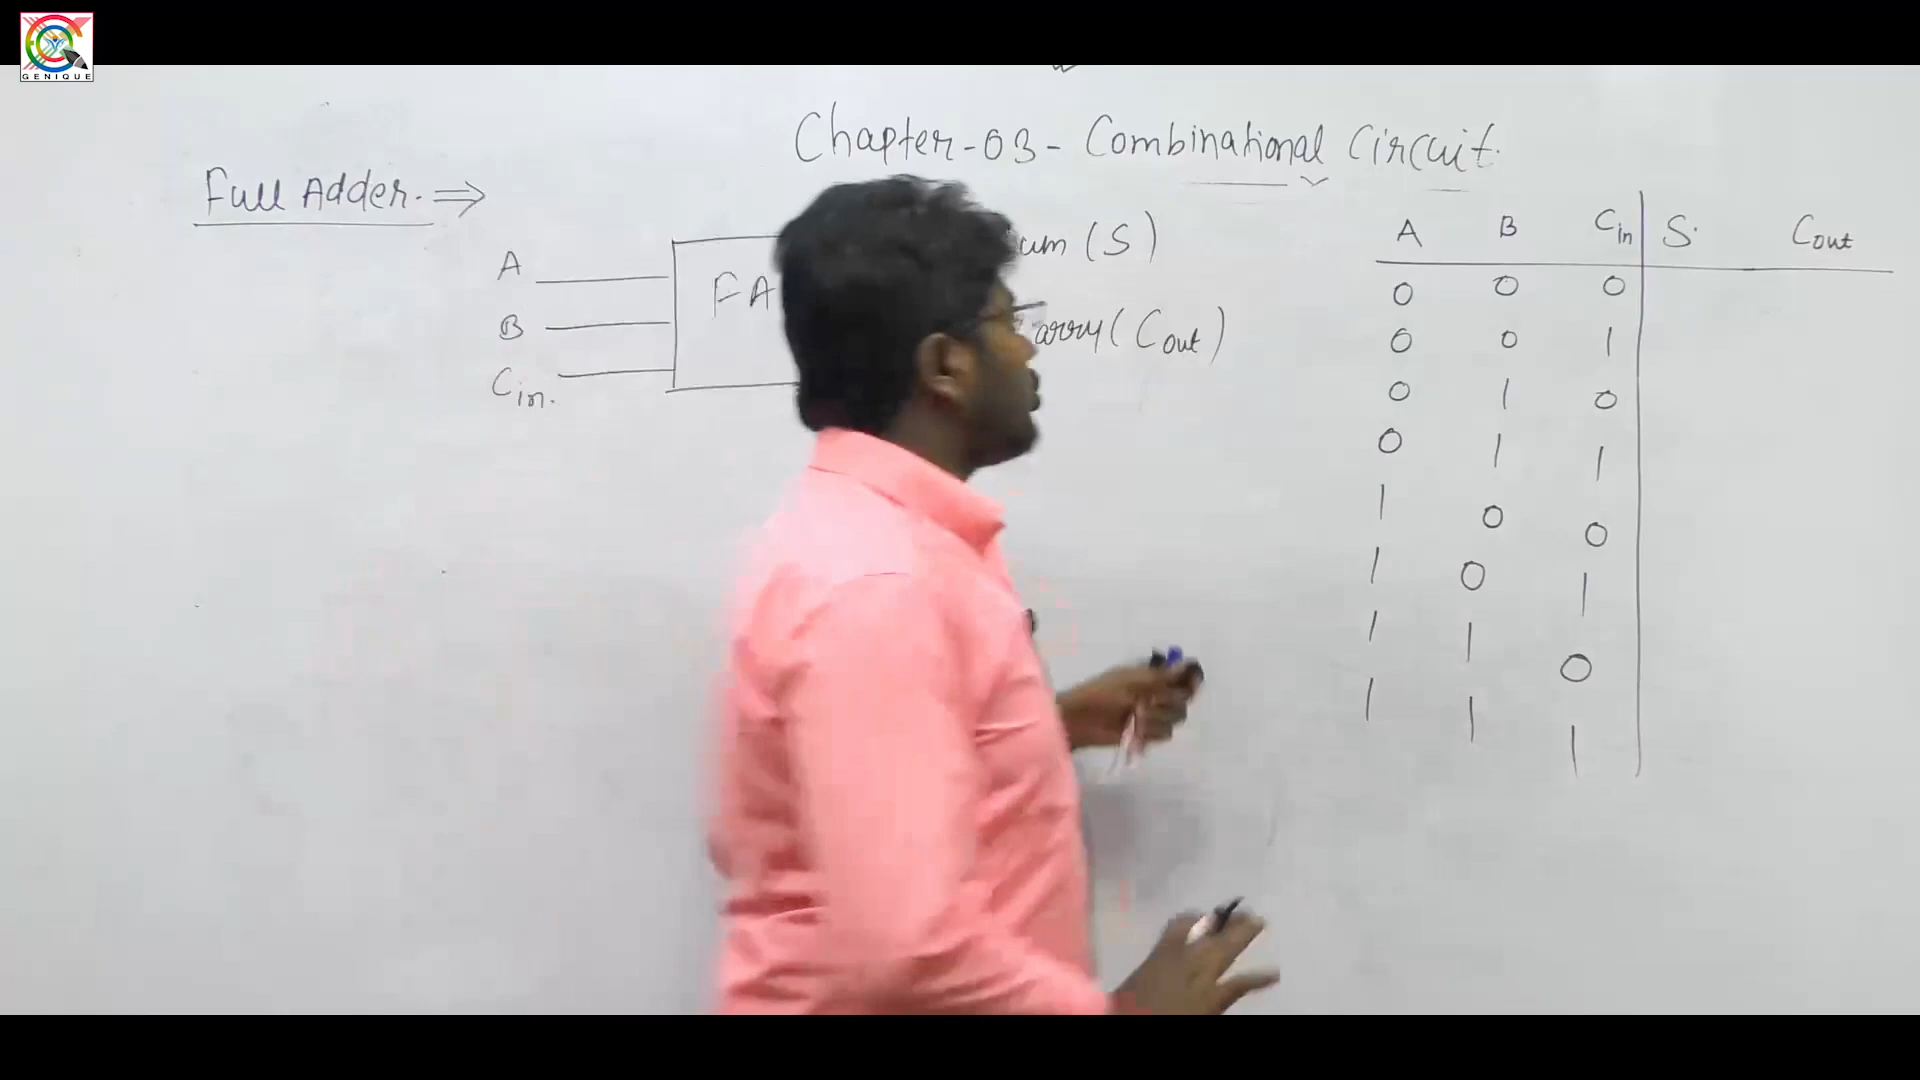 GENIQUE
Chapter-03- Combinational Circuit.
Full Adder. ⇒
A
B
Cin.
FA
um (S)
arry (Cout)
A B Cin S. Cout
0 0 0
0 0 1
0 1 0
0 1 1
1 0 0
1 0 1
1 1 0
1 1 1